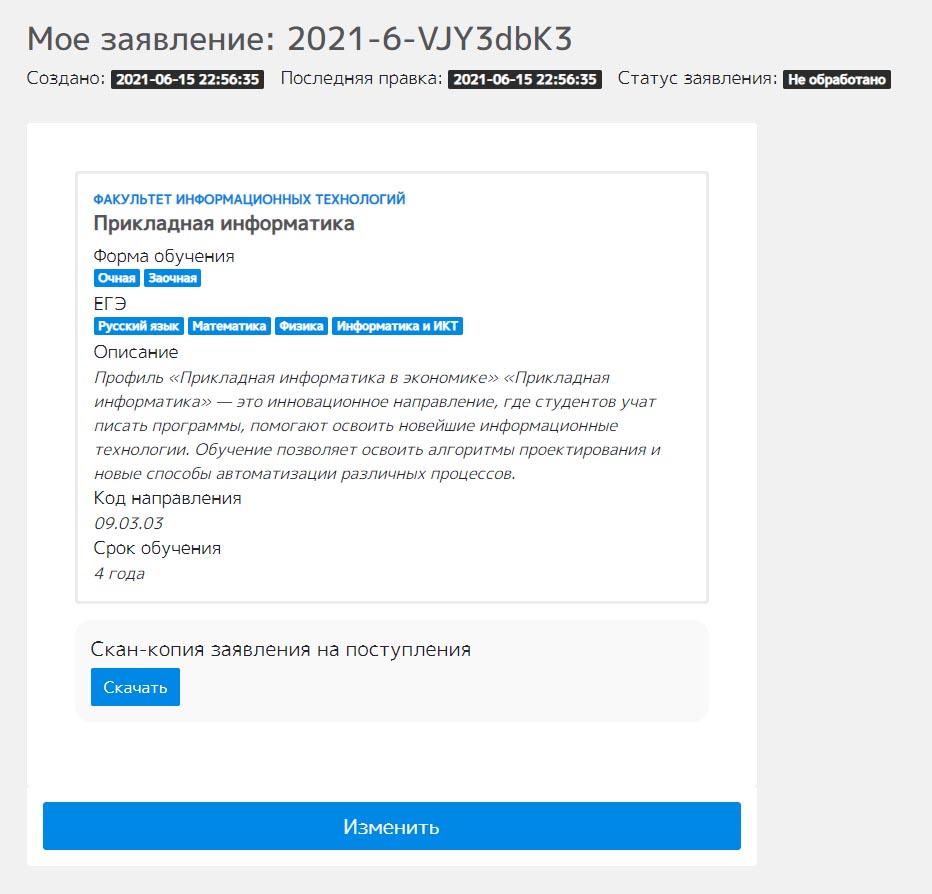 Мое заявление: 2021-6-VJY3dbK3
Создано: 2021-06-15 22:56:35 Последняя правка: 2021-06-15 22:56:35 Статус заявления: Не обработано
ФАКУЛЬТЕТ ИНФОРМАЦИОННЫХ ТЕХНОЛОГИЙ
Прикладная информатика
Форма обучения
Очная Заочная
ЕГЭ
Русский язык Математика Физика Информатика и ИКТ
Описание
Профиль «Прикладная информатика в экономике» «Прикладная
информатика» — это инновационное направление, где студентов учат
писать программы, помогают освоить новейшие информационные
технологии. Обучение позволяет освоить алгоритмы проектирования и
новые способы автоматизации различных процессов.
Код направления
09.03.03
Срок обучения
4 года
Скан-копия заявления на поступления
Скачать
Изменить